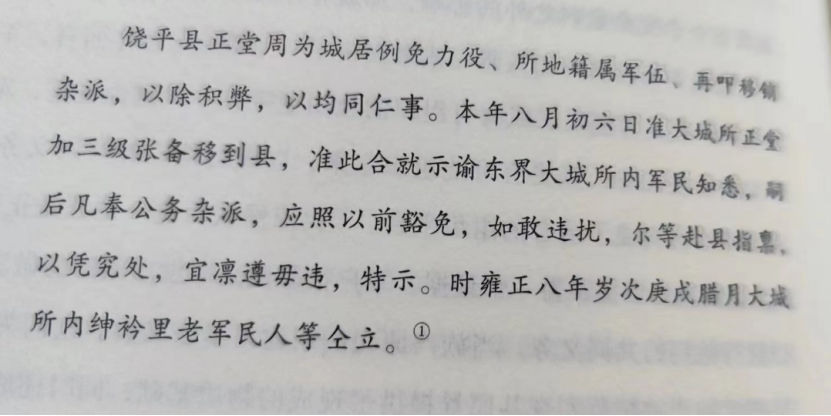 饶平县正堂周为城居例免力役、所地籍属军伍、再叩移镌
杂派，以除积弊，以均同仁事。本年八月初六日准大城所正堂
加三级张备移到县，准此合就示谕东界大城所内军民知悉，嗣
后凡奉公务杂派，应照以前豁免，如敢违扰，尔等赴县指禀，
以凭究处，宜凛遵毋违，特示。时雍正八年岁次庚戌腊月大城
所内绅衿里老军民人等仝立。①